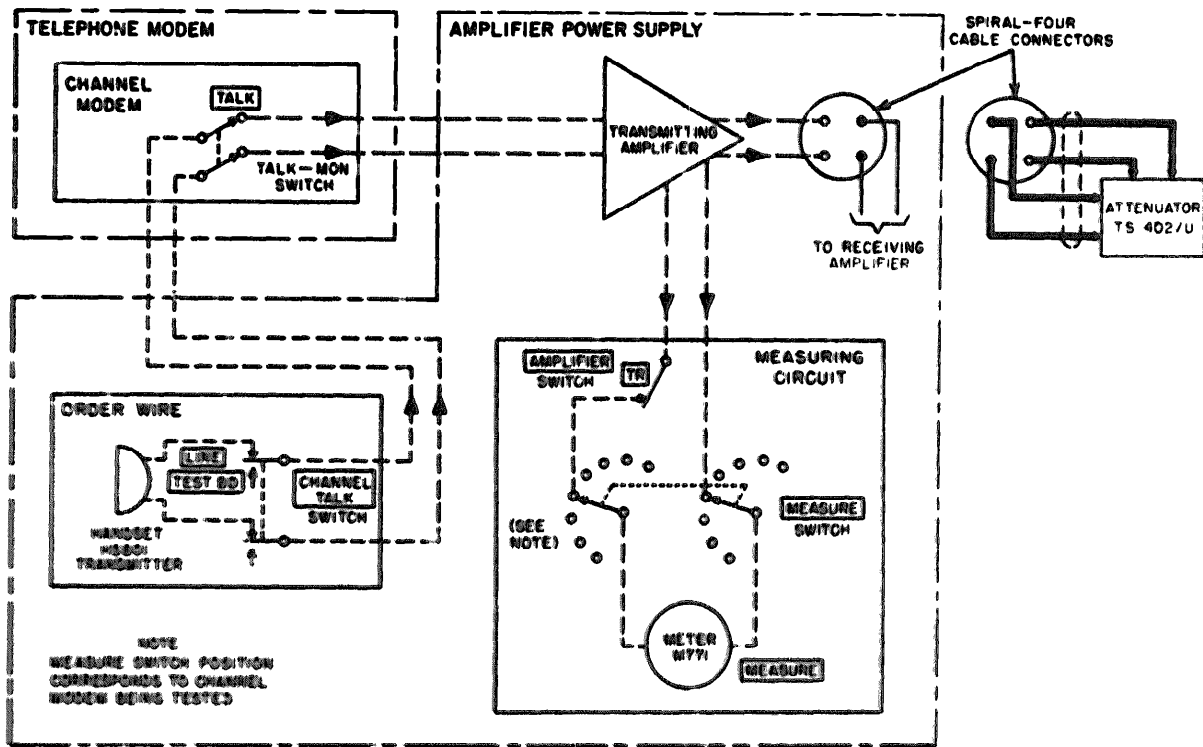 TELEPHONE MODEM
CHANNEL
MODEM
TALK
TALK-MON
SWITCH
AMPLIFIER POWER SUPPLY
TRANSMITTING
AMPLIFIER
SPIRAL-FOUR
CABLE CONNECTORS
TO RECEIVING
AMPLIFIER
ATTENUATOR
TS 402/U
ORDER WIRE
LINE
TEST BD
CHANNEL
TALK
SWITCH
HANDSET
TRANSMITTER
AMPLIFIER
SWITCH
TR
MEASURING
CIRCUIT
(SEE
NOTE)
MEASURE
SWITCH
METER
M771
MEASURE
NOTE
MEASURE SWITCH POSITION
CORRESPONDS TO CHANNEL
MODEM BEING TESTED